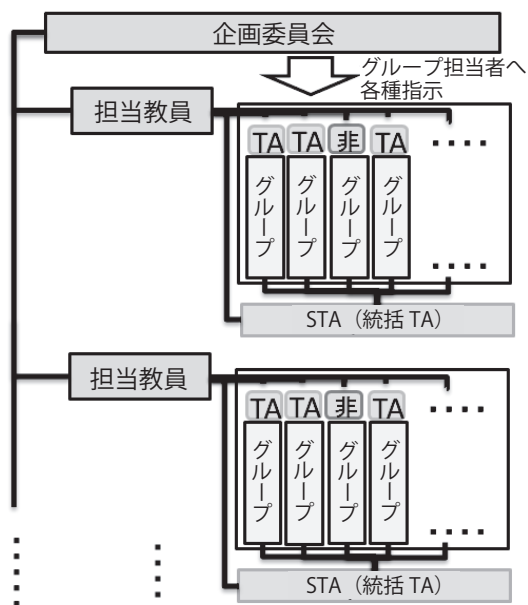 企画委員会
グループ担当者へ
各種指示
担当教員
TA TA 非 TA ････
グループ グループ グループ グループ ････
STA（統括 TA）
担当教員
TA TA 非 TA ････
グループ グループ グループ グループ ････
STA（統括 TA）